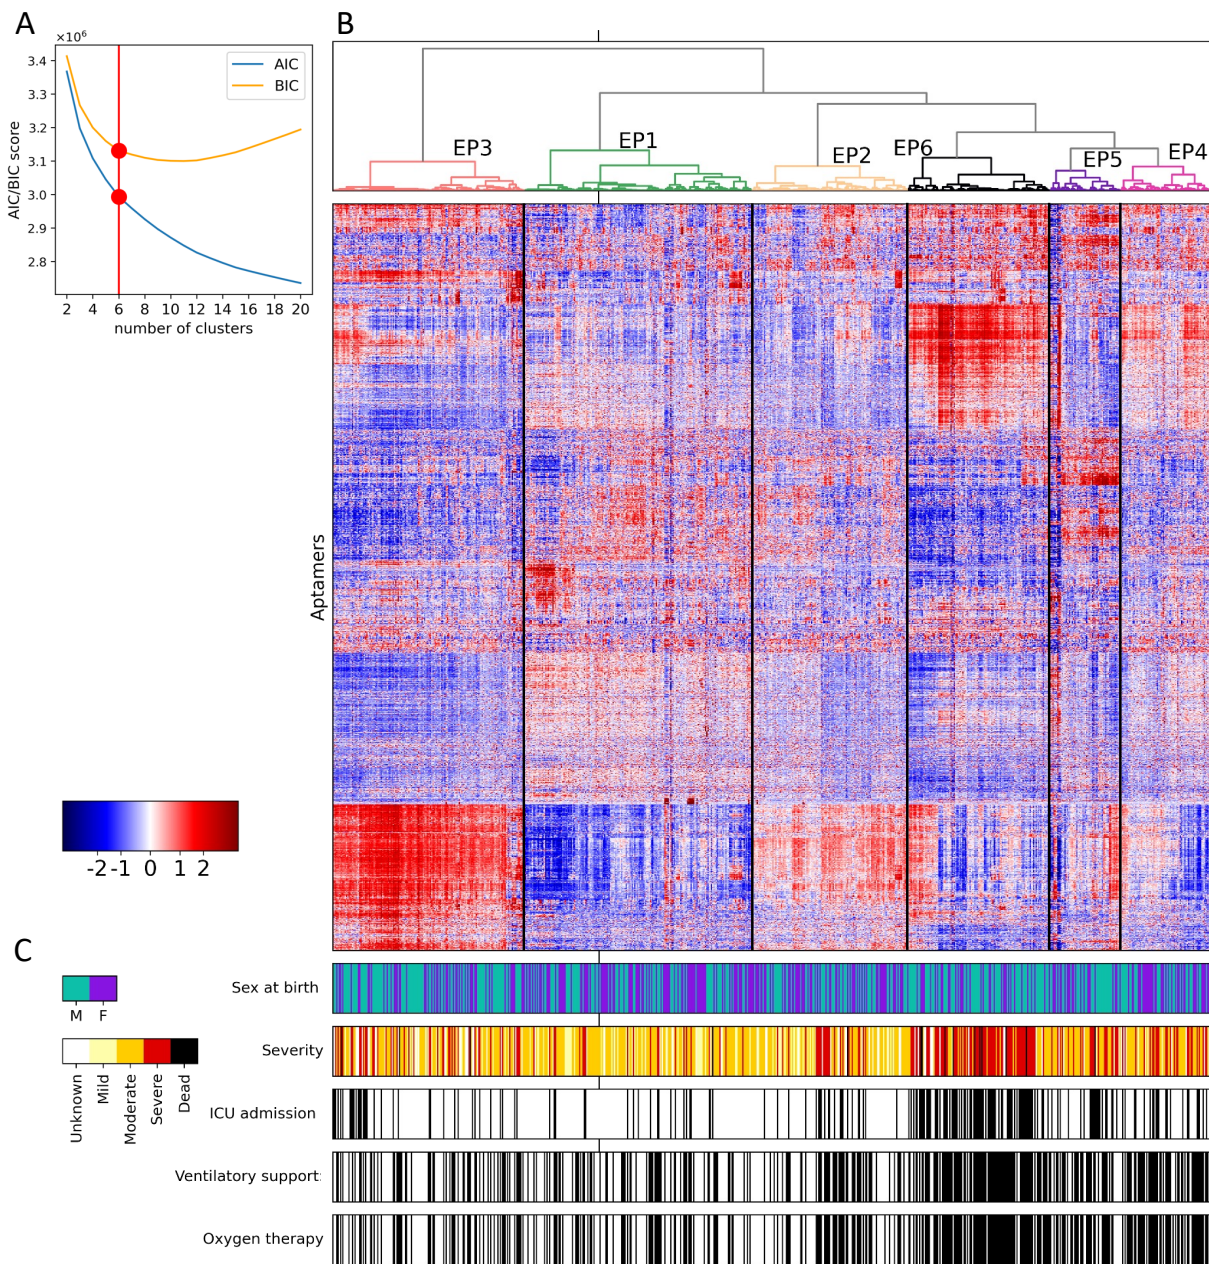 A
×10⁶
3.4
3.3
3.2
3.1
3.0
2.9
2.8
AIC/BIC score
AIC
BIC
2 4 6 8 10 12 14 16 18 20
number of clusters
B
EP3
EP1
EP2
EP6
EP5
EP4
Aptamers
-2 -1 0 1 2
C
M F
Unknown
Mild
Moderate
Severe
Dead
Sex at birth
Severity
ICU admission
Ventilatory support:
Oxygen therapy